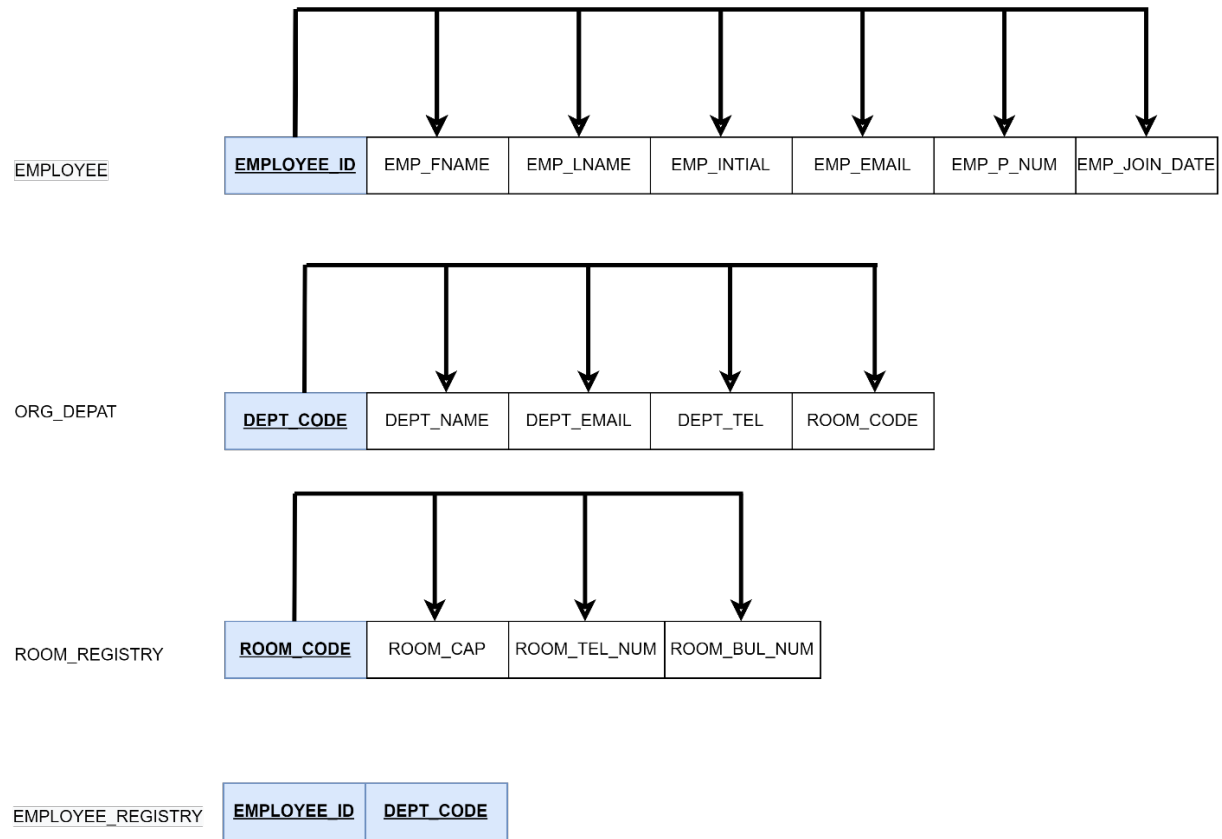 EMPLOYEE EMPLOYEE_ID EMP_FNAME EMP_LNAME EMP_INTIAL EMP_EMAIL EMP_P_NUM EMP_JOIN_DATE
ORG_DEPAT DEPT_CODE DEPT_NAME DEPT_EMAIL DEPT_TEL ROOM_CODE
ROOM_REGISTRY ROOM_CODE ROOM_CAP ROOM_TEL_NUM ROOM_BUL_NUM
EMPLOYEE_REGISTRY EMPLOYEE_ID DEPT_CODE